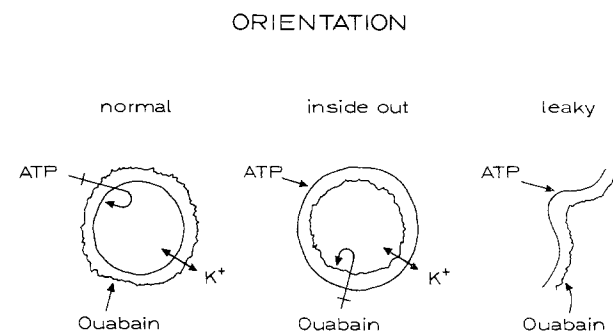 ORIENTATION
normal inside out leaky
ATP ATP ATP
K⁺ K⁺
Ouabain Ouabain Ouabain